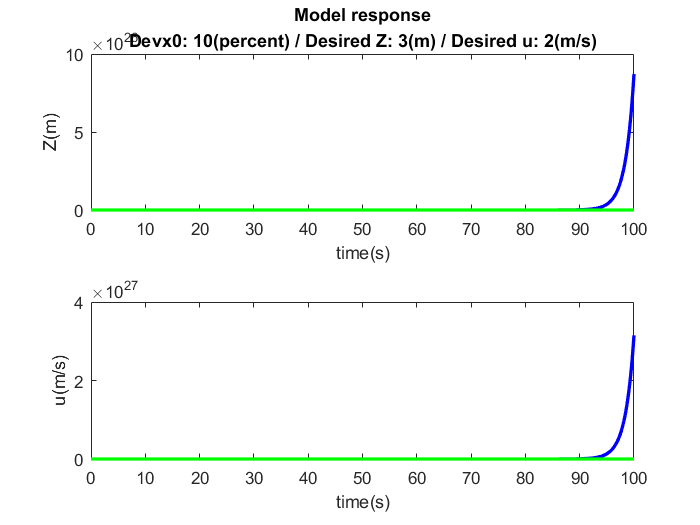 Model response
Devx0: 10(percent) / Desired Z: 3(m) / Desired u: 2(m/s)
×10
10
5
0
Z(m)
0 10 20 30 40 50 60 70 80 90 100
time(s)
×10^27
4
2
0
u(m/s)
0 10 20 30 40 50 60 70 80 90 100
time(s)